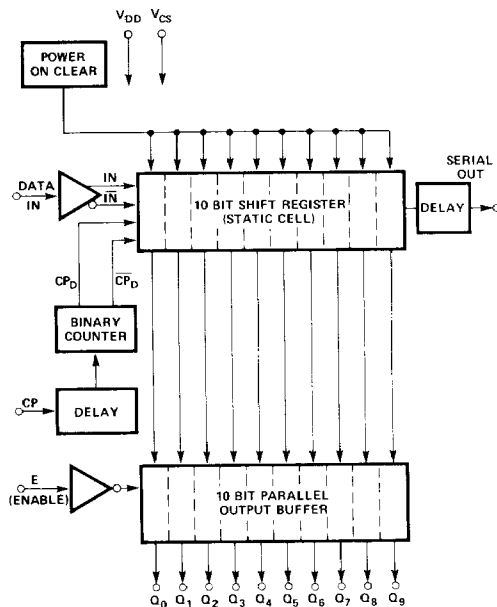 V_DD V_CS
POWER
ON CLEAR
SERIAL
OUT
DATA
IN
IN
I̅N̅
10 BIT SHIFT REGISTER
(STATIC CELL)
DELAY
CP_D
C̅P̅_D̅
BINARY
COUNTER
CP
DELAY
E
(ENABLE)
10 BIT PARALLEL
OUTPUT BUFFER
Q_0 Q_1 Q_2 Q_3 Q_4 Q_5 Q_6 Q_7 Q_8 Q_9